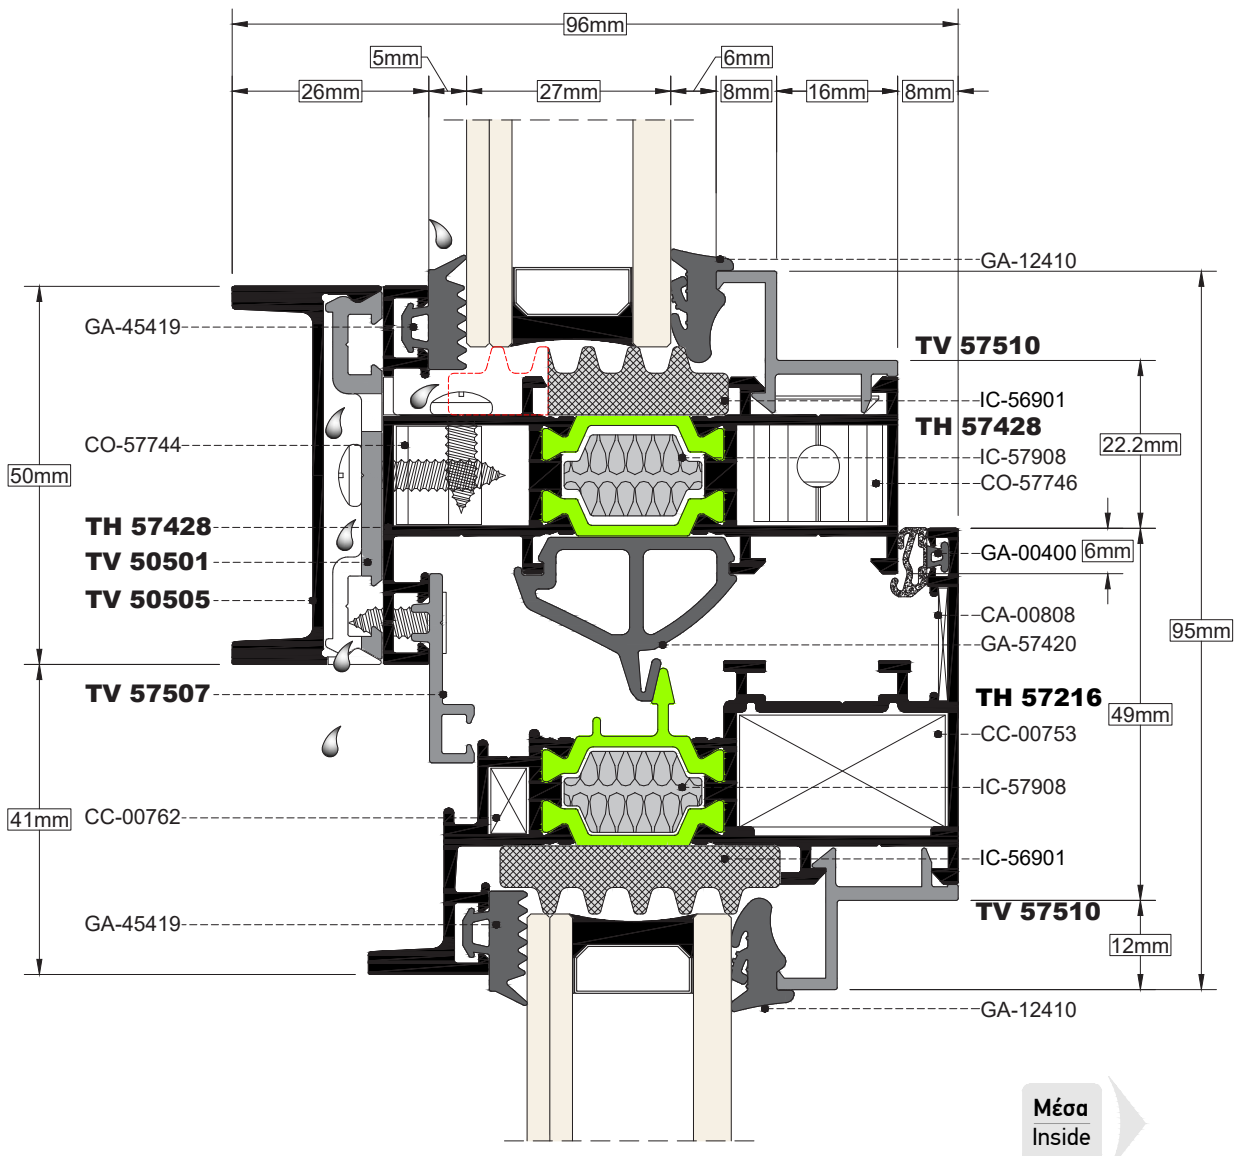 96mm
5mm
6mm
26mm
27mm
8mm
16mm
8mm
GA-12410
GA-45419
TV 57510
IC-56901
TH 57428
CO-57744
22.2mm
IC-57908
50mm
CO-57746
TH 57428
GA-00400
6mm
TV 50501
TV 50505
CA-00808
95mm
GA-57420
TV 57507
TH 57216
49mm
CC-00753
IC-57908
41mm
CC-00762
IC-56901
TV 57510
GA-45419
12mm
GA-12410
Μέσα
Inside